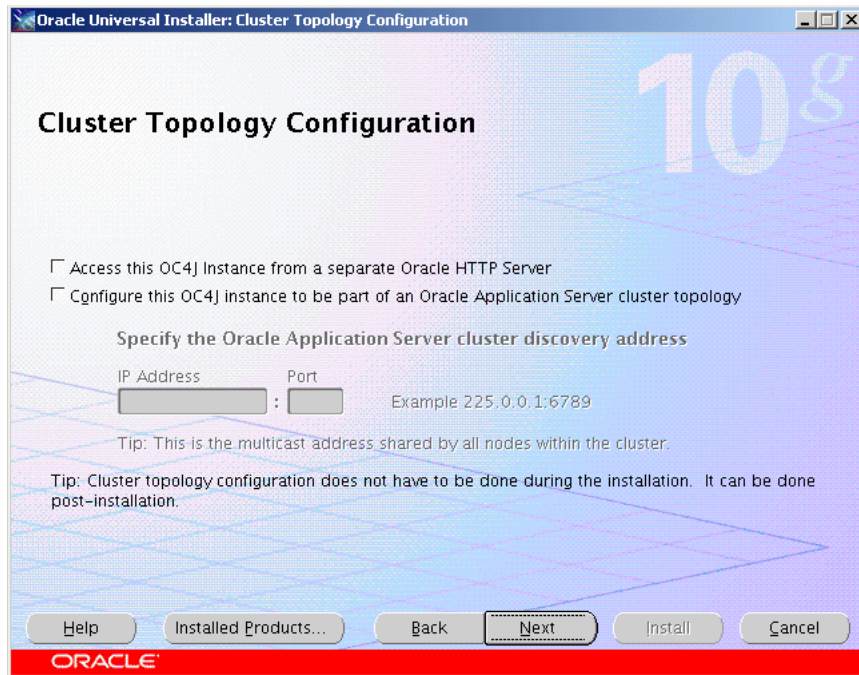 Oracle Universal Installer: Cluster Topology Configuration
10g
Cluster Topology Configuration
Access this OC4J Instance from a separate Oracle HTTP Server
Configure this OC4J instance to be part of an Oracle Application Server cluster topology
Specify the Oracle Application Server cluster discovery address
IP Address Port
: Example 225.0.0.1:6789
Tip: This is the multicast address shared by all nodes within the cluster.
Tip: Cluster topology configuration does not have to be done during the installation. It can be done
post-installation.
Help Installed Products... Back Next Install Cancel
ORACLE